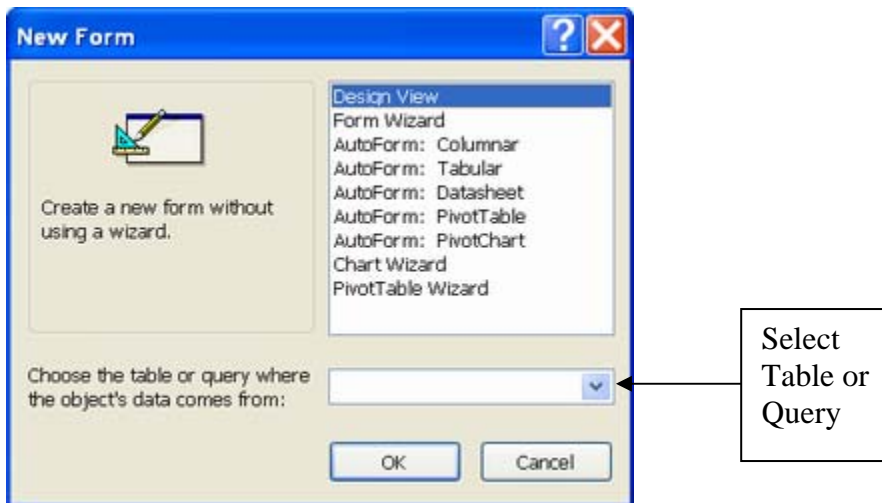 New Form
Create a new form without
using a wizard.
Design View
Form Wizard
AutoForm: Columnar
AutoForm: Tabular
AutoForm: Datasheet
AutoForm: PivotTable
AutoForm: PivotChart
Chart Wizard
PivotTable Wizard
Choose the table or query where
the object's data comes from:
OK
Cancel
Select
Table or
Query